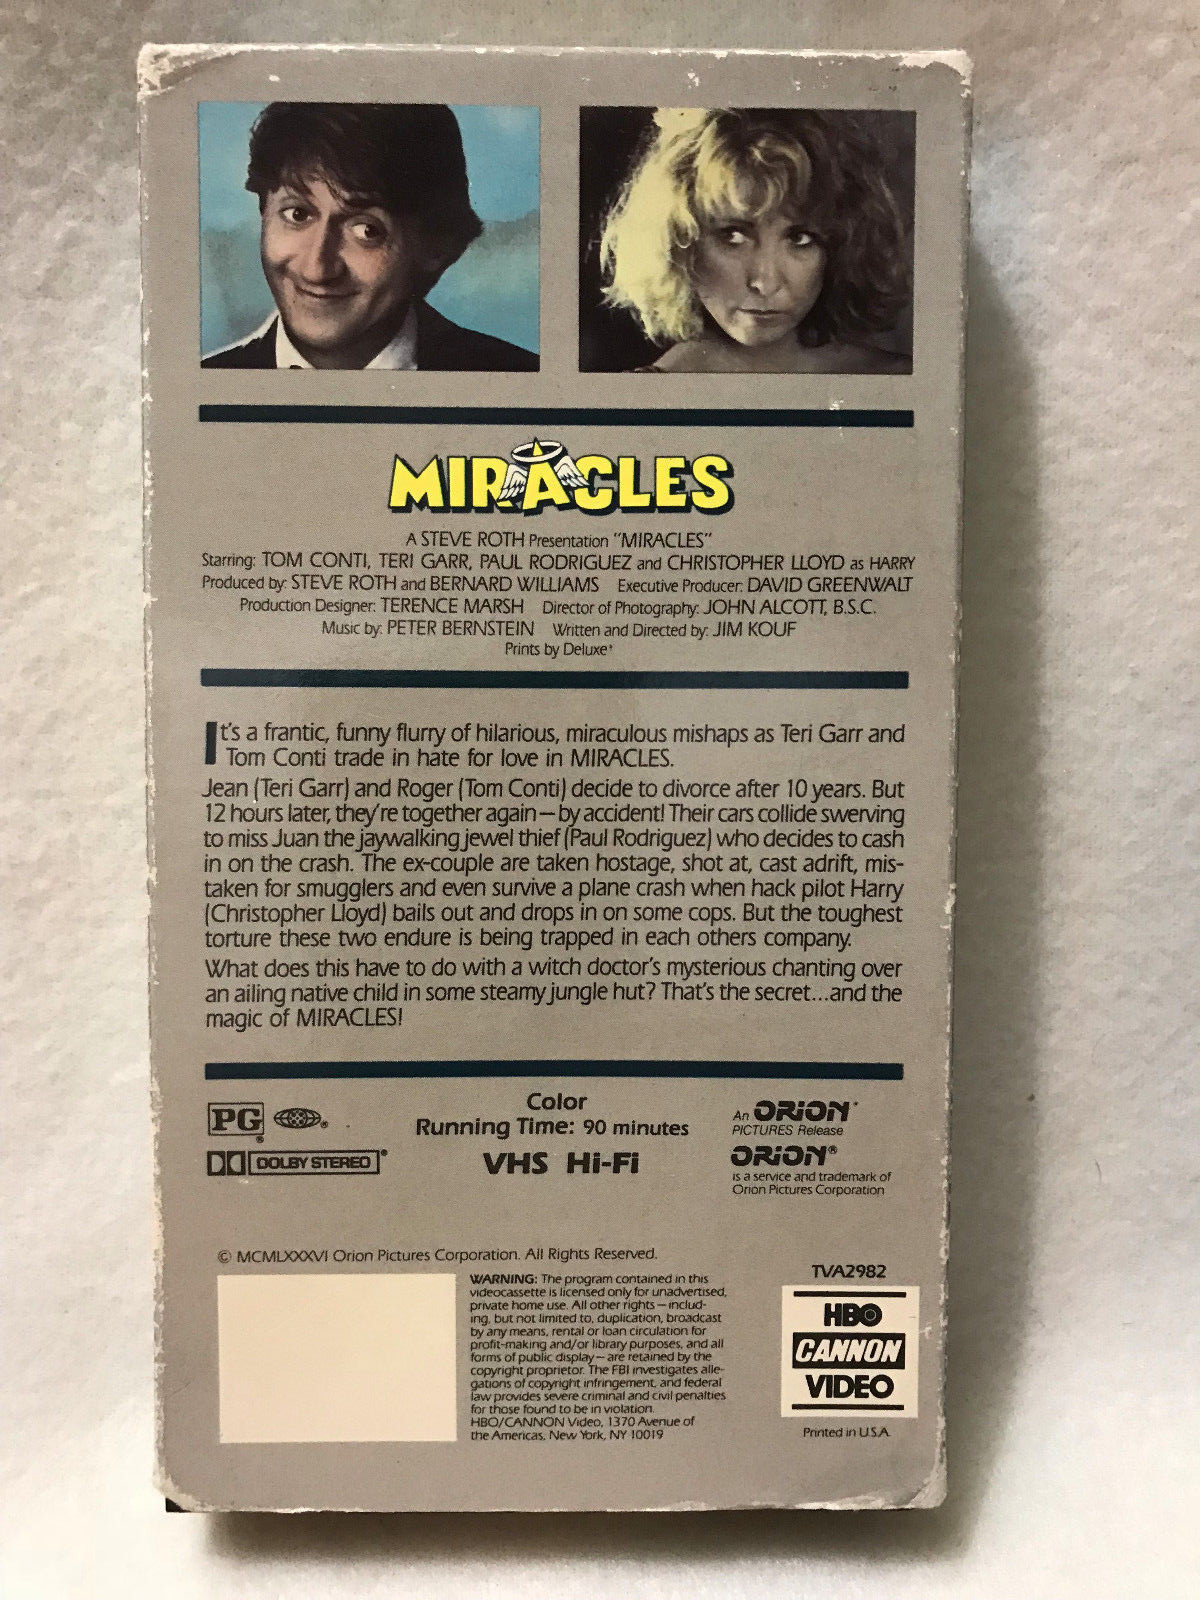 MIRACLES
A STEVE ROTH Presentation "MIRACLES"
Starring: TOM CONTI, TERI GARR, PAUL RODRIGUEZ and CHRISTOPHER LLOYD as HARRY
Produced by: STEVE ROTH and BERNARD WILLIAMS Executive Producer: DAVID GREENWALT
Production Designer: TERENCE MARSH Director of Photography: JOHN ALCOTT, B.S.C.
Music by: PETER BERNSTEIN Written and Directed by: JIM KOUF
Prints by Deluxe®
It's a frantic, funny flurry of hilarious, miraculous mishaps as Teri Garr and
Tom Conti trade in hate for love in MIRACLES.
Jean (Teri Garr) and Roger (Tom Conti) decide to divorce after 10 years. But
12 hours later, they're together again—by accident! Their cars collide swerving
to miss Juan the jaywalking jewel thief (Paul Rodriguez) who decides to cash
in on the crash. The ex-couple are taken hostage, shot at, cast adrift, mis-
taken for smugglers and even survive a plane crash when hack pilot Harry
(Christopher Lloyd) bails out and drops in on some cops. But the toughest
torture these two endure is being trapped in each others company.
What does this have to do with a witch doctor's mysterious chanting over
an ailing native child in some steamy jungle hut? That's the secret...and the
magic of MIRACLES!
PG®
DOLBY STEREO®
Color
Running Time: 90 minutes
VHS Hi-Fi
An ORION®
PICTURES Release
ORION®
is a service and trademark of
Orion Pictures Corporation
© MCMLXXXVI Orion Pictures Corporation. All Rights Reserved.
WARNING: The program contained in this
videocassette is licensed only for unadvertised,
private home use. All other rights—includ-
ing, but not limited to, duplication, broadcast
by any means, rental or loan circulation for
profit-making and/or library purposes, and all
forms of public display—are retained by the
copyright proprietor. The FBI investigates alle-
gations of copyright infringement, and federal
law provides severe criminal and civil penalties
for those found to be in violation.
HBO/CANNON Video, 1370 Avenue of
the Americas, New York, NY 10019
TVA2982
HBO
CANNON
VIDEO
Printed in U.S.A.